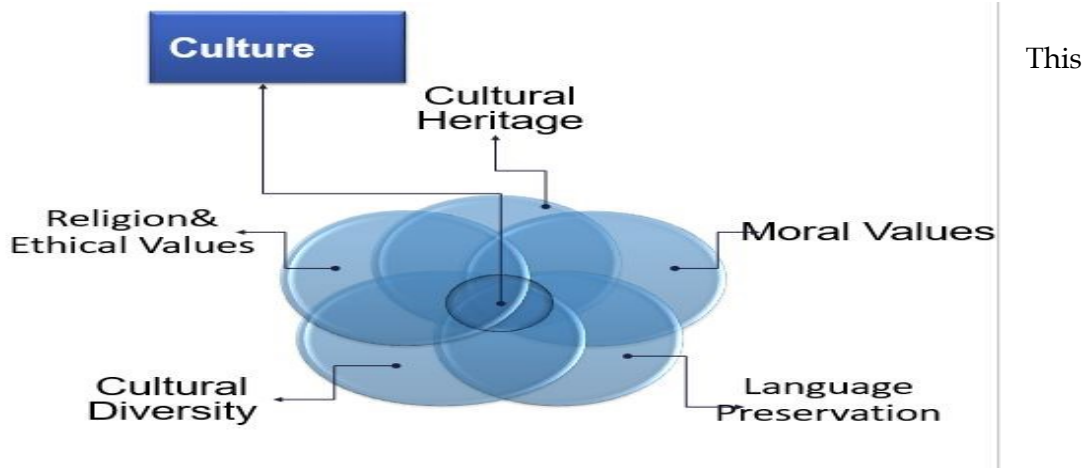 Culture
This
Cultural
Heritage
Religion&
Ethical Values
Moral Values
Cultural
Diversity
Language
Preservation